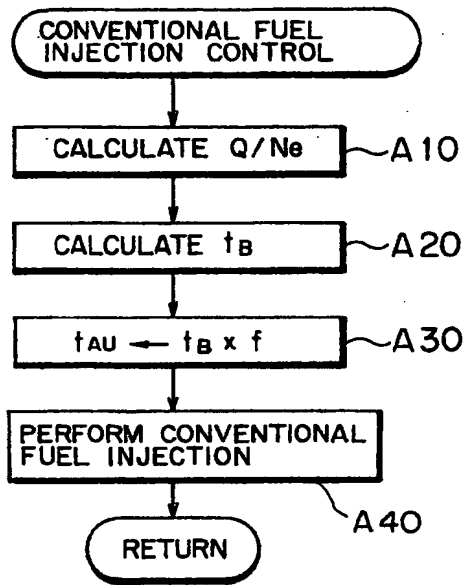 CONVENTIONAL FUEL
INJECTION CONTROL
CALCULATE Q/Ne
A10
CALCULATE tB
A20
tAU ← tB x f
A30
PERFORM CONVENTIONAL
FUEL INJECTION
A40
RETURN